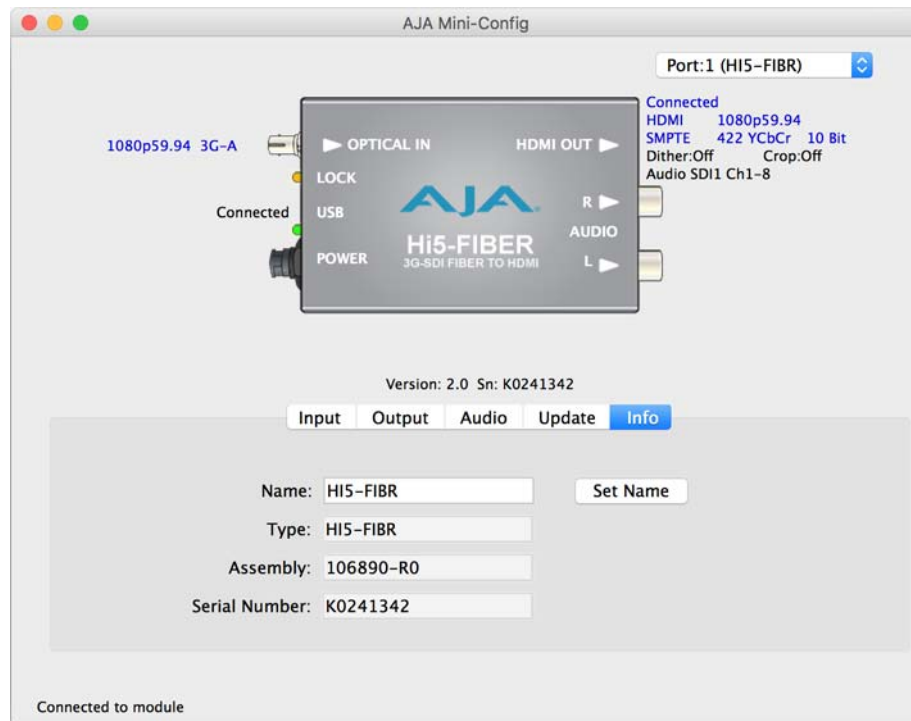 AJA Mini-Config
Port:1 (HI5-FIBR)
1080p59.94 3G-A
Connected
OPTICAL IN
LOCK
USB
POWER
HDMI OUT
R
AUDIO
L
AJA
Hi5-FIBER
3G-SDI FIBER TO HDMI
Connected
HDMI 1080p59.94
SMPTE 422 YCbCr 10 Bit
Dither:Off Crop:Off
Audio SDI1 Ch1-8
Version: 2.0 Sn: K0241342
Input Output Audio Update Info
Name: HI5-FIBR Set Name
Type: HI5-FIBR
Assembly: 106890-R0
Serial Number: K0241342
Connected to module